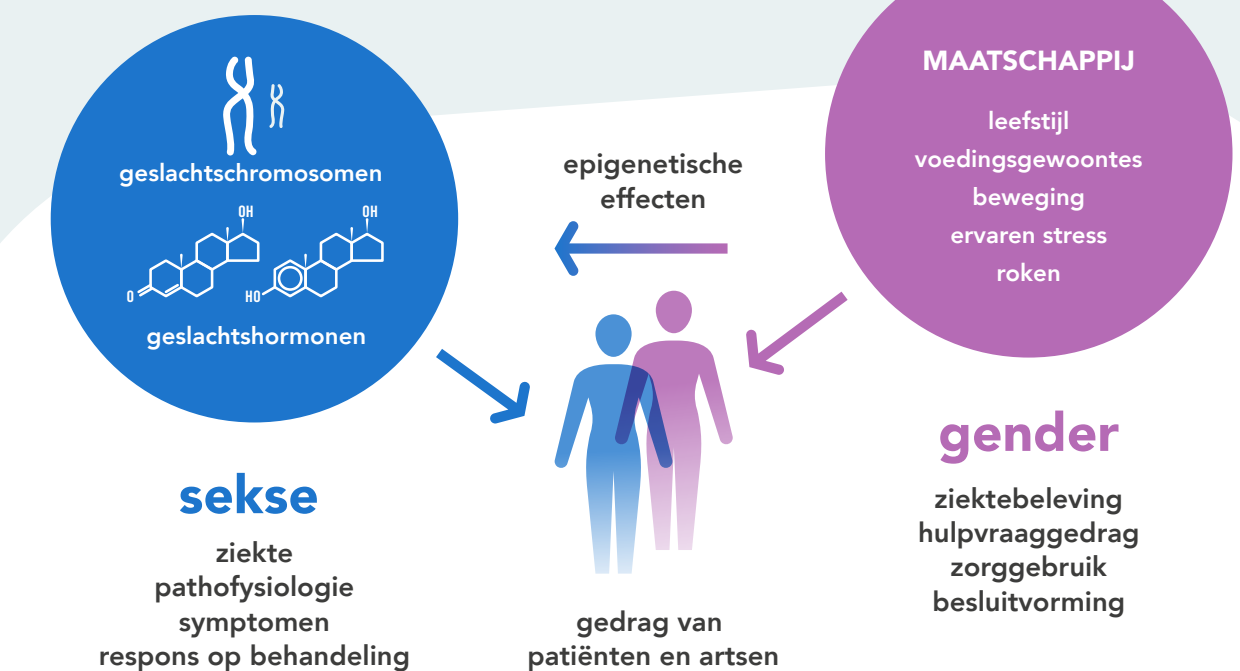 geslachtschromosomen
OH
OH
O
HO
geslachtshormonen
sekse
ziekte
pathofysiologie
symptomen
respons op behandeling
epigenetische
effecten
gedrag van
patiënten en artsen
MAATSCHAPPIJ
leefstijl
voedingsgewoontes
beweging
ervaren stress
roken
gender
ziektebeleving
hulpvraaggedrag
zorggebruik
besluitvorming